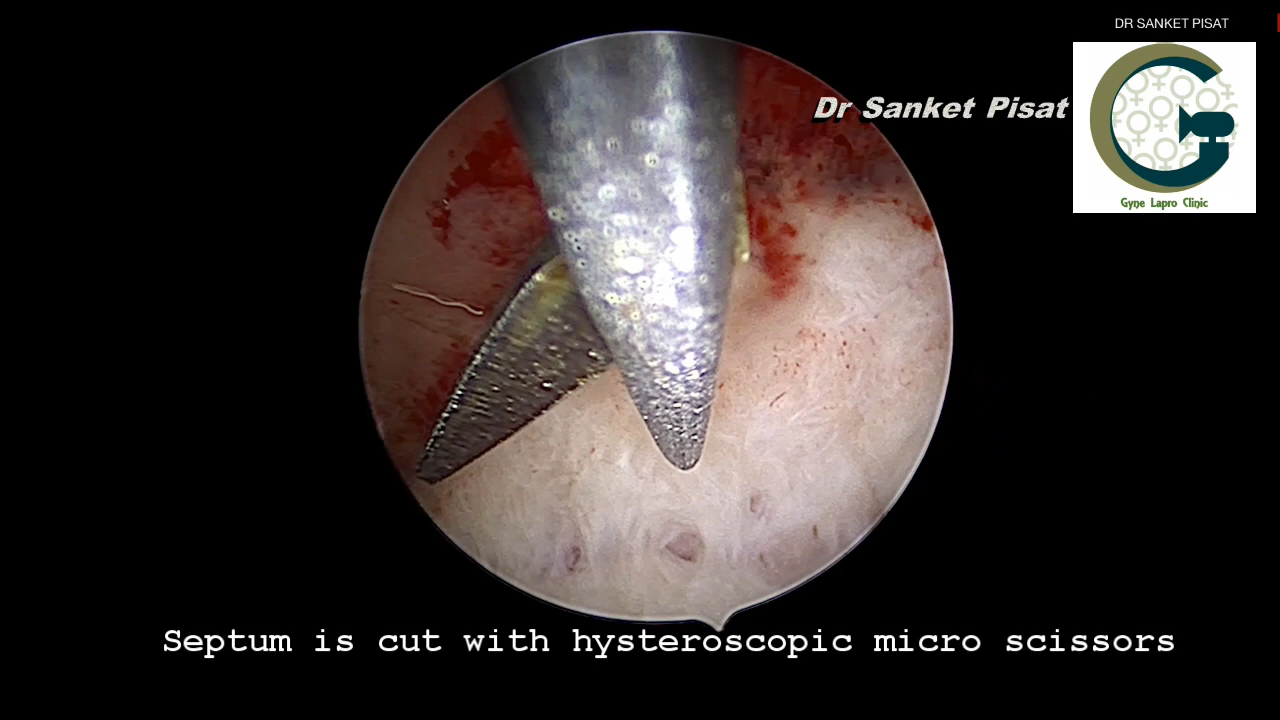 DR SANKET PISAT
Dr Sanket Pisat
Gyne Lapro Clinic
Septum is cut with hysteroscopic micro scissors